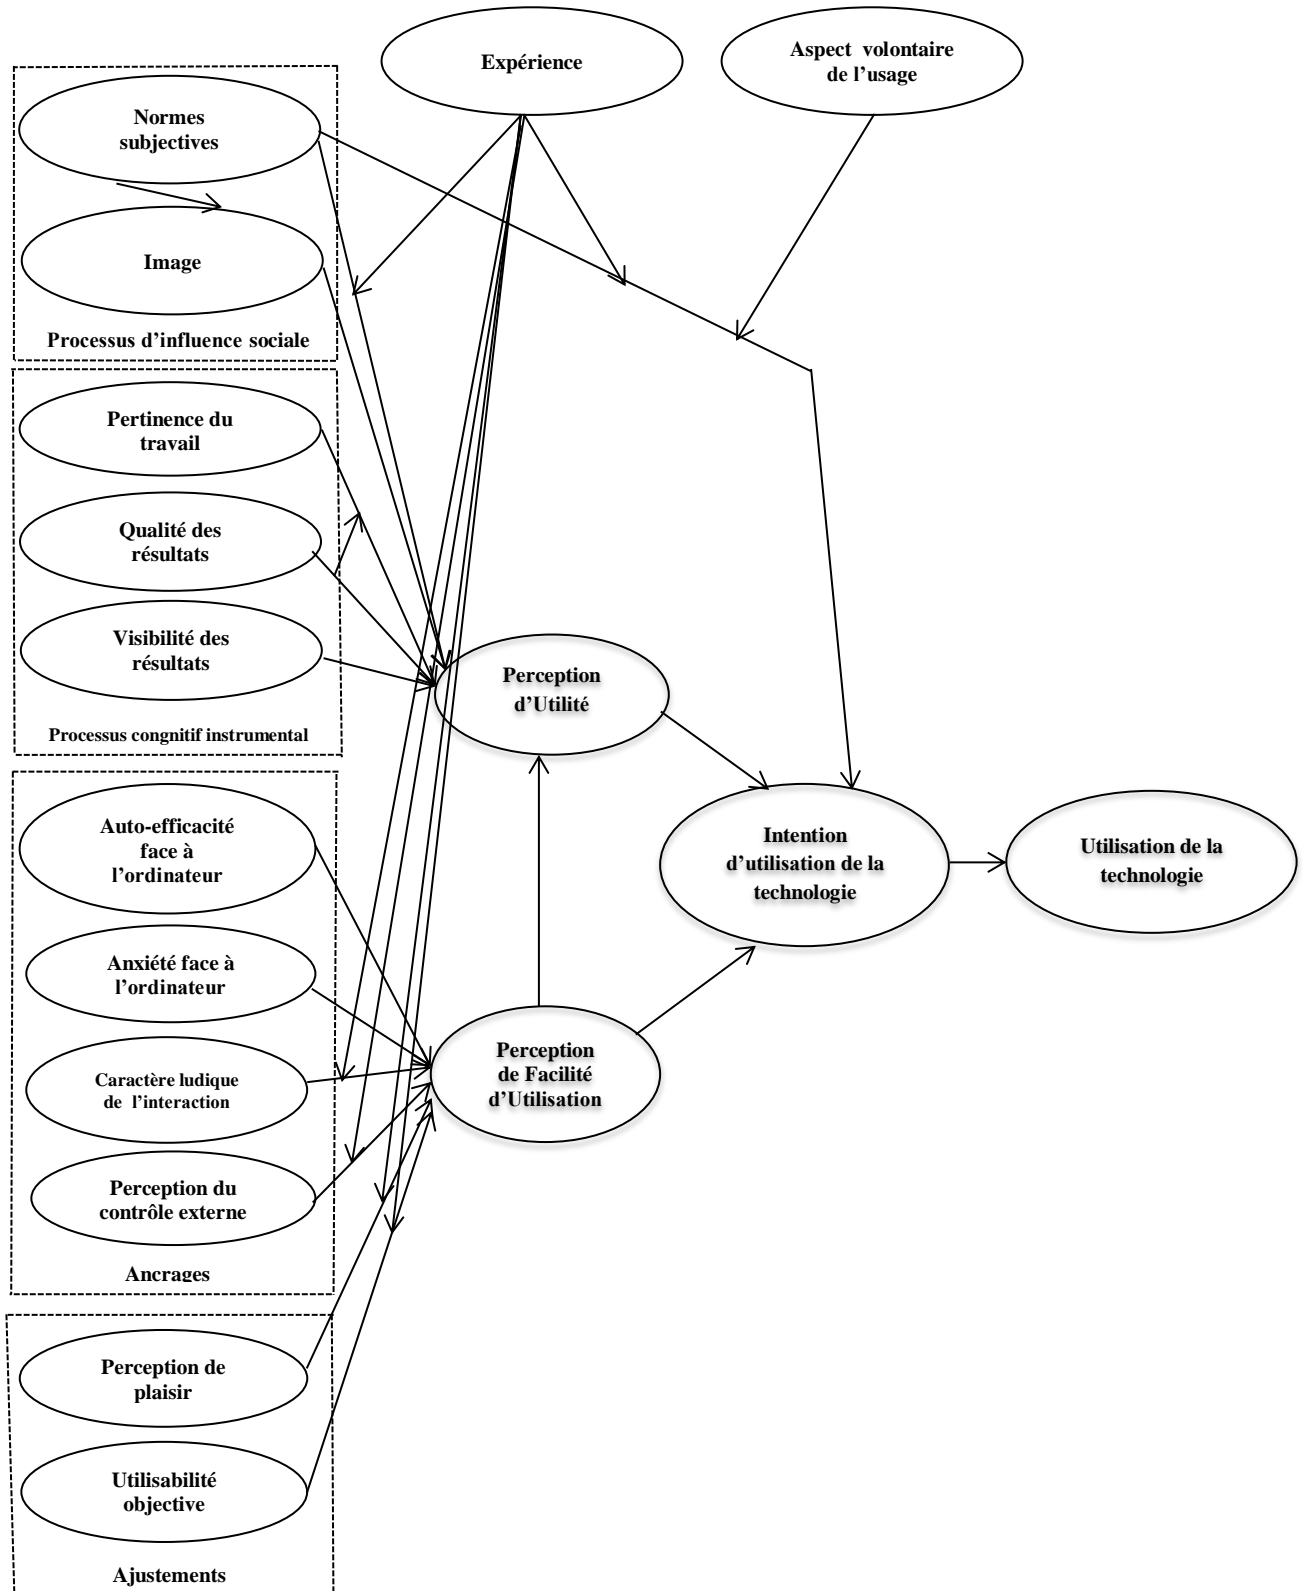 Expérience
Aspect volontaire
de l’usage
Normes
subjectives
Image
Processus d’influence sociale
Pertinence du
travail
Qualité des
résultats
Visibilité des
résultats
Processus congnitif instrumental
Perception
d’Utilité
Auto-efficacité
face à
l’ordinateur
Anxiété face à
l’ordinateur
Caractère ludique
de l’interaction
Perception du
contrôle externe
Ancrages
Intention
d’utilisation de la
technologie
Utilisation de la
technologie
Perception
de Facilité
d’Utilisation
Perception de
plaisir
Utilisabilité
objective
Ajustements